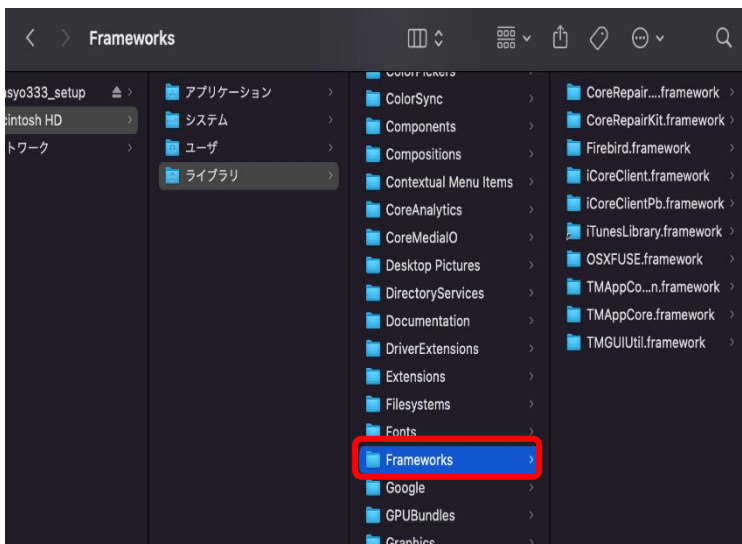 Frameworks
asyo333_setup
cintosh HD
トワーク
アプリケーション
システム
ユーザ
ライブラリ
ColorPickers
ColorSync
Components
Compositions
Contextual Menu Items
CoreAnalytics
CoreMediaIO
Desktop Pictures
DirectoryServices
Documentation
DriverExtensions
Extensions
Filesystems
Fonts
Frameworks
Google
GPUBundles
Graphics
CoreRepair....framework
CoreRepairKit.framework
Firebird.framework
iCoreClient.framework
iCoreClientPb.framework
iTunesLibrary.framework
OSXFUSE.framework
TMAppCo...n.framework
TMAppCore.framework
TMGUIUtil.framework